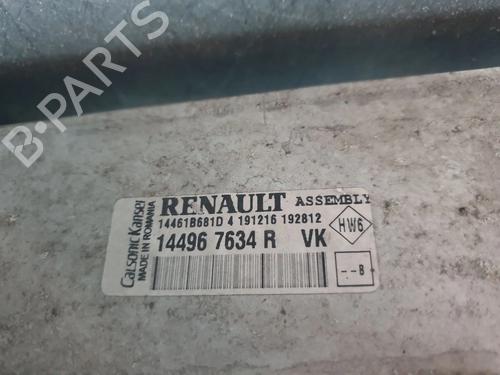 B-PARTS
RENAULT ASSEMBLY
14461B681D 4 191216 192812
14496 7634 R VK
HW6
--B
Calsonic Kansei
MADE IN ROMANIA